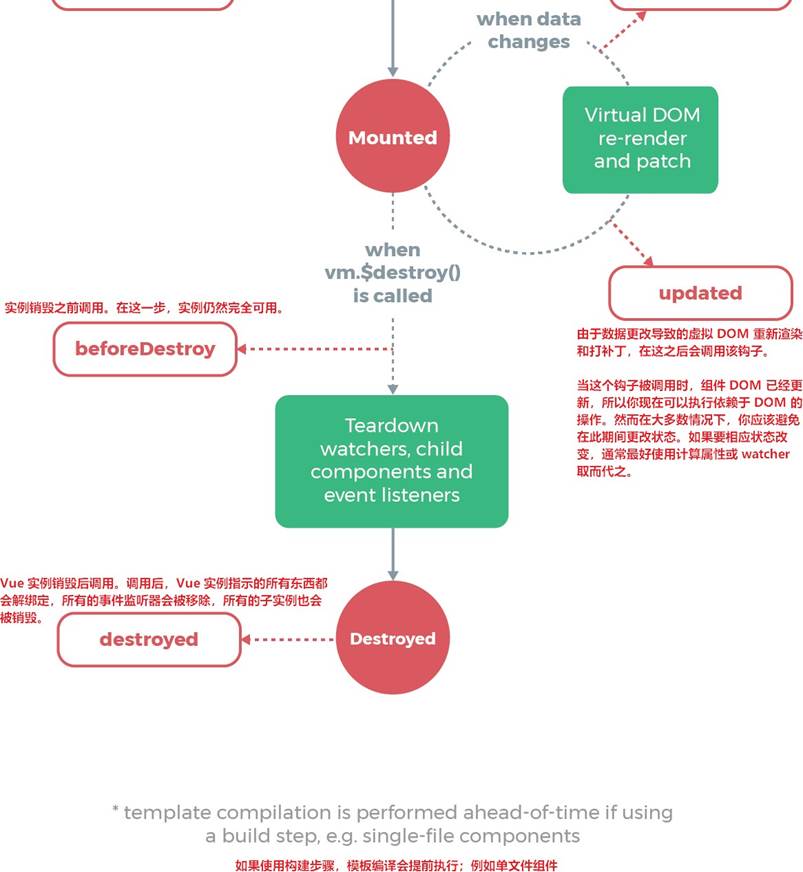 when data
changes
Mounted
Virtual DOM
re-render
and patch
when
vm.$destroy()
is called
updated
实例销毁之前调用。在这一步，实例仍然完全可用。
beforeDestroy
由于数据更改导致的虚拟 DOM 重新渲染
和打补丁，在这之后会调用该钩子。
当这个钩子被调用时，组件 DOM 已经更
新，所以你现在可以执行依赖于 DOM 的
操作。然而在大多数情况下，你应该避免
在此期间更改状态。如果要相应状态改
变，通常最好使用计算属性或 watcher
取而代之。
Teardown
watchers, child
components and
event listeners
Vue 实例销毁后调用。调用后，Vue 实例指示的所有东西都
会解绑定，所有的事件监听器会被移除，所有的子实例也会
被销毁。
destroyed
Destroyed
* template compilation is performed ahead-of-time if using
a build step, e.g. single-file components
如果使用构建步骤，模板编译会提前执行；例如单文件组件